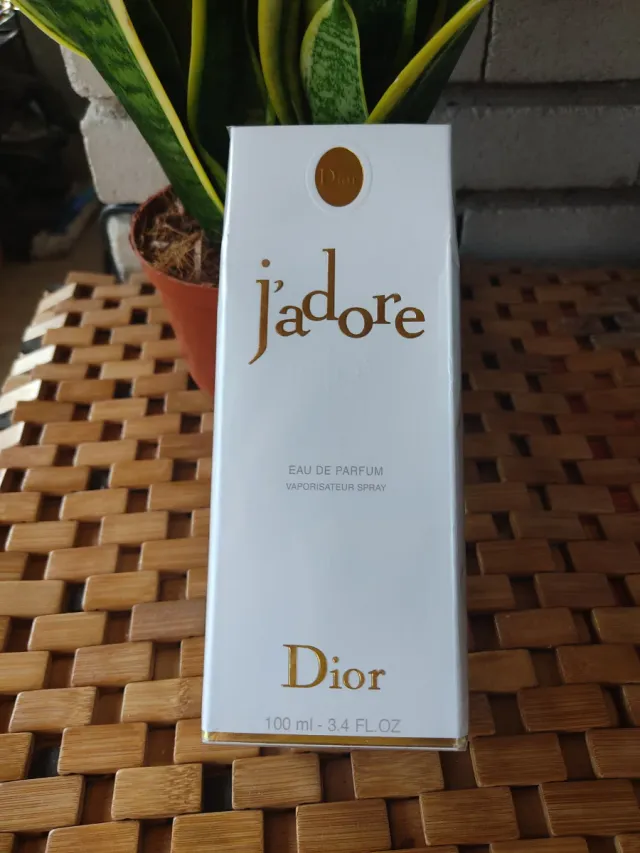 Dior
j'adore
EAU DE PARFUM
VAPORISATEUR SPRAY
Dior
100 ml - 3.4 FL.OZ